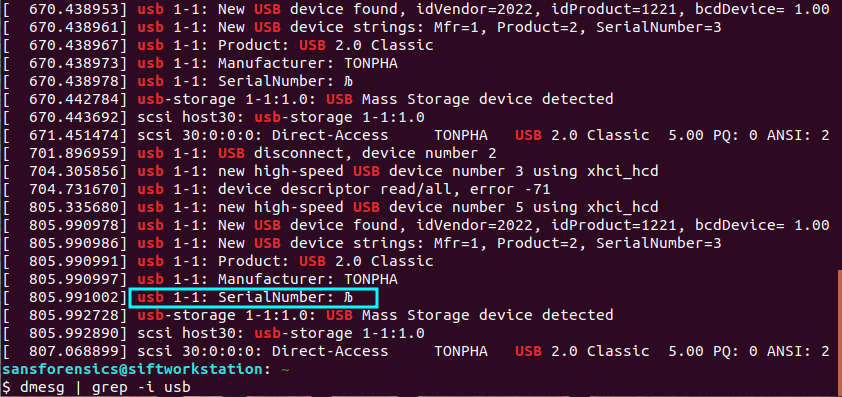 [  670.438953] usb 1-1: New USB device found, idVendor=2022, idProduct=1221, bcdDevice= 1.00
[  670.438961] usb 1-1: New USB device strings: Mfr=1, Product=2, SerialNumber=3
[  670.438967] usb 1-1: Product: USB 2.0 Classic
[  670.438973] usb 1-1: Manufacturer: TONPHA
[  670.438978] usb 1-1: SerialNumber:
[  670.442784] usb-storage 1-1:1.0: USB Mass Storage device detected
[  670.443692] scsi host30: usb-storage 1-1:1.0
[  671.451474] scsi 30:0:0:0: Direct-Access     TONPHA   USB 2.0 Classic  5.00 PQ: 0 ANSI: 2
[  701.896959] usb 1-1: USB disconnect, device number 2
[  704.305856] usb 1-1: new high-speed USB device number 3 using xhci_hcd
[  704.731670] usb 1-1: device descriptor read/all, error -71
[  805.335680] usb 1-1: new high-speed USB device number 5 using xhci_hcd
[  805.990978] usb 1-1: New USB device found, idVendor=2022, idProduct=1221, bcdDevice= 1.00
[  805.990986] usb 1-1: New USB device strings: Mfr=1, Product=2, SerialNumber=3
[  805.990991] usb 1-1: Product: USB 2.0 Classic
[  805.990997] usb 1-1: Manufacturer: TONPHA
[  805.991002] usb 1-1: SerialNumber:
[  805.992728] usb-storage 1-1:1.0: USB Mass Storage device detected
[  805.992890] scsi host30: usb-storage 1-1:1.0
[  807.068899] scsi 30:0:0:0: Direct-Access     TONPHA   USB 2.0 Classic  5.00 PQ: 0 ANSI: 2
sansforensics@siftworkstation: ~
$ dmesg | grep -i usb